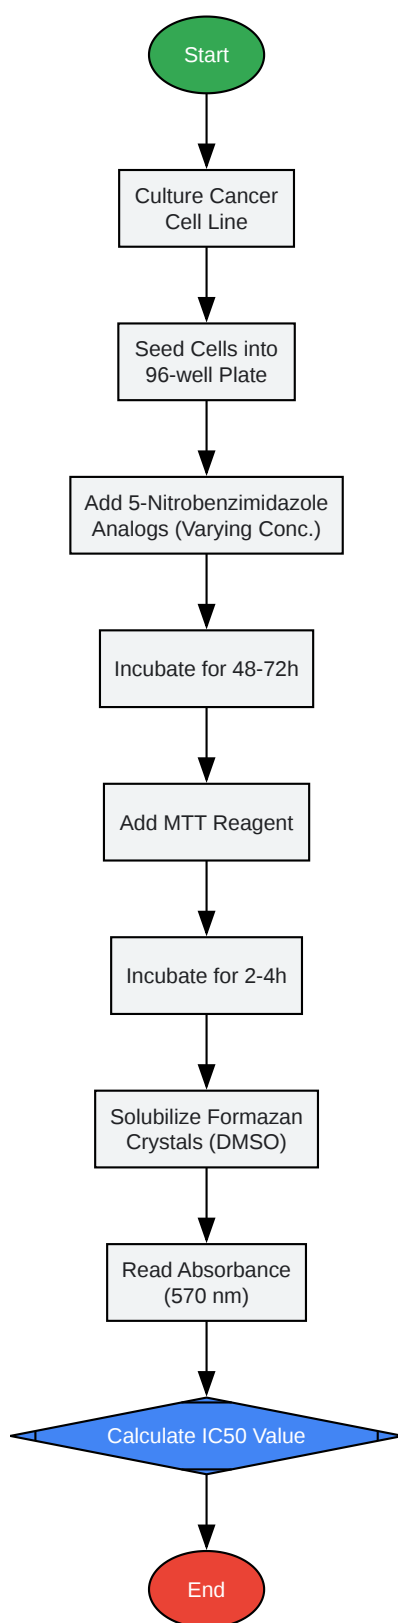 Start
Culture Cancer
Cell Line
Seed Cells into
96-well Plate
Add 5-Nitrobenzimidazole
Analogs (Varying Conc.)
Incubate for 48-72h
Add MTT Reagent
Incubate for 2-4h
Solubilize Formazan
Crystals (DMSO)
Read Absorbance
(570 nm)
Calculate IC50 Value
End